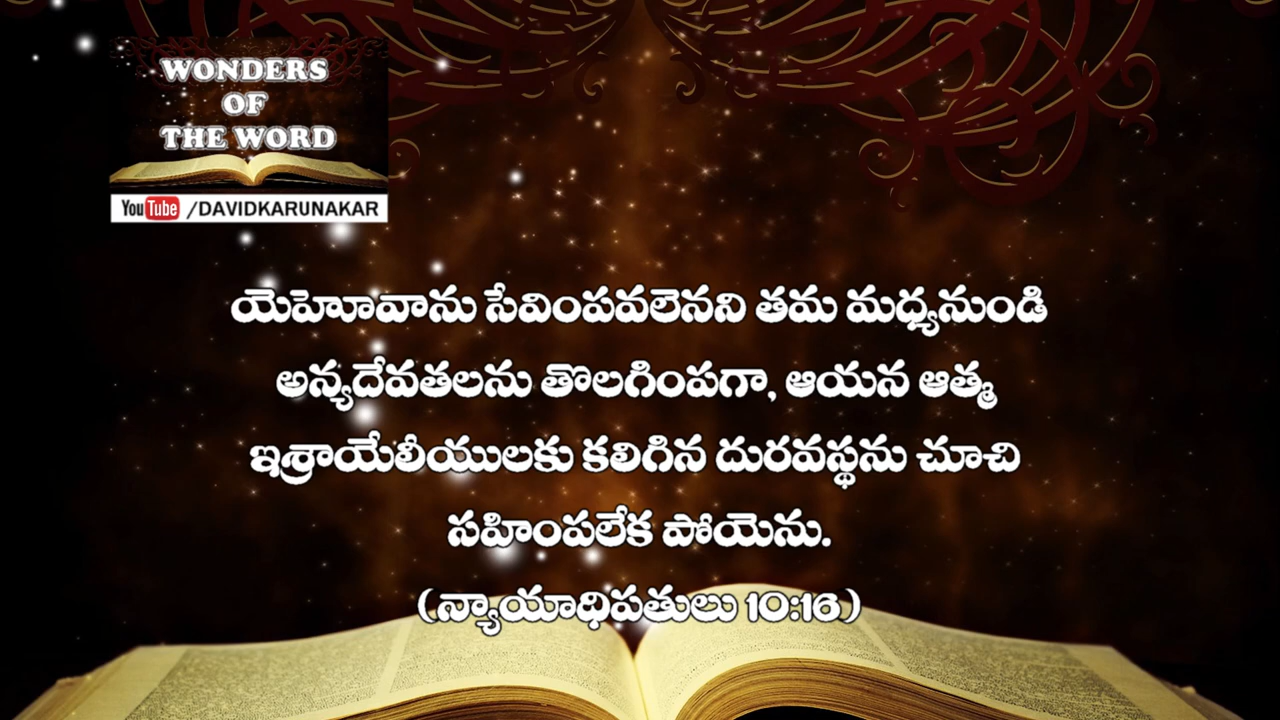 WONDERS
OF
THE WORD
YouTube /DAVIDKARUNAKAR
యెహోవాను సేవింపవలెనని తమ మధ్యనుండి
అన్యదేవతలను తొలగింపగా, ఆయన ఆత్మ
ఇశ్రాయేలీయులకు కలిగిన దురవస్థను చూచి
సహింపలేక పోయెను.
(న్యాయాధిపతులు 10:16)